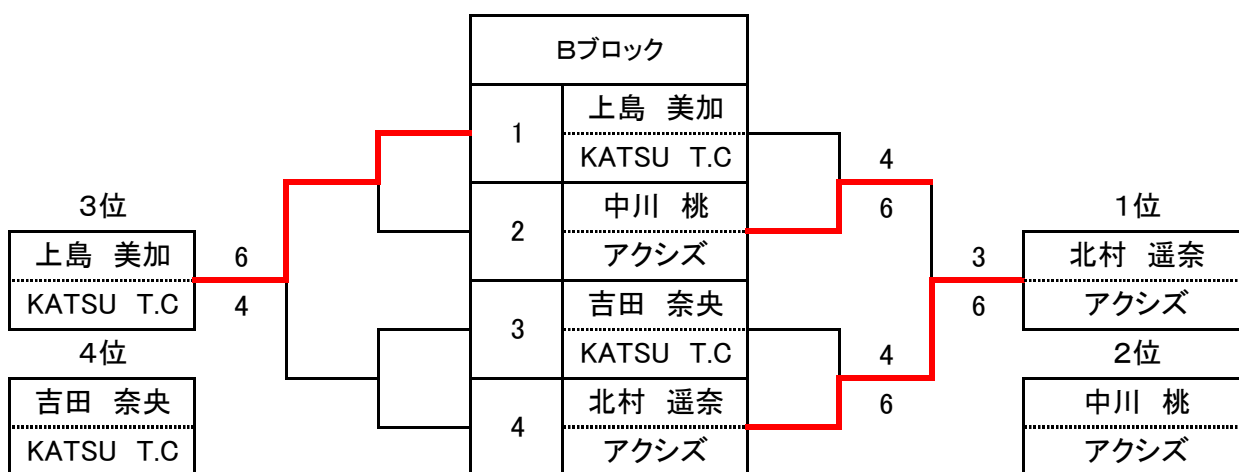 Bブロック
1
上島 美加
KATSU T.C
2
中川 桃
アクシズ
3
吉田 奈央
KATSU T.C
4
北村 遥奈
アクシズ
3位
上島 美加
KATSU T.C
4位
吉田 奈央
KATSU T.C
6
4
4
6
4
6
3
6
1位
北村 遥奈
アクシズ
2位
中川 桃
アクシズ